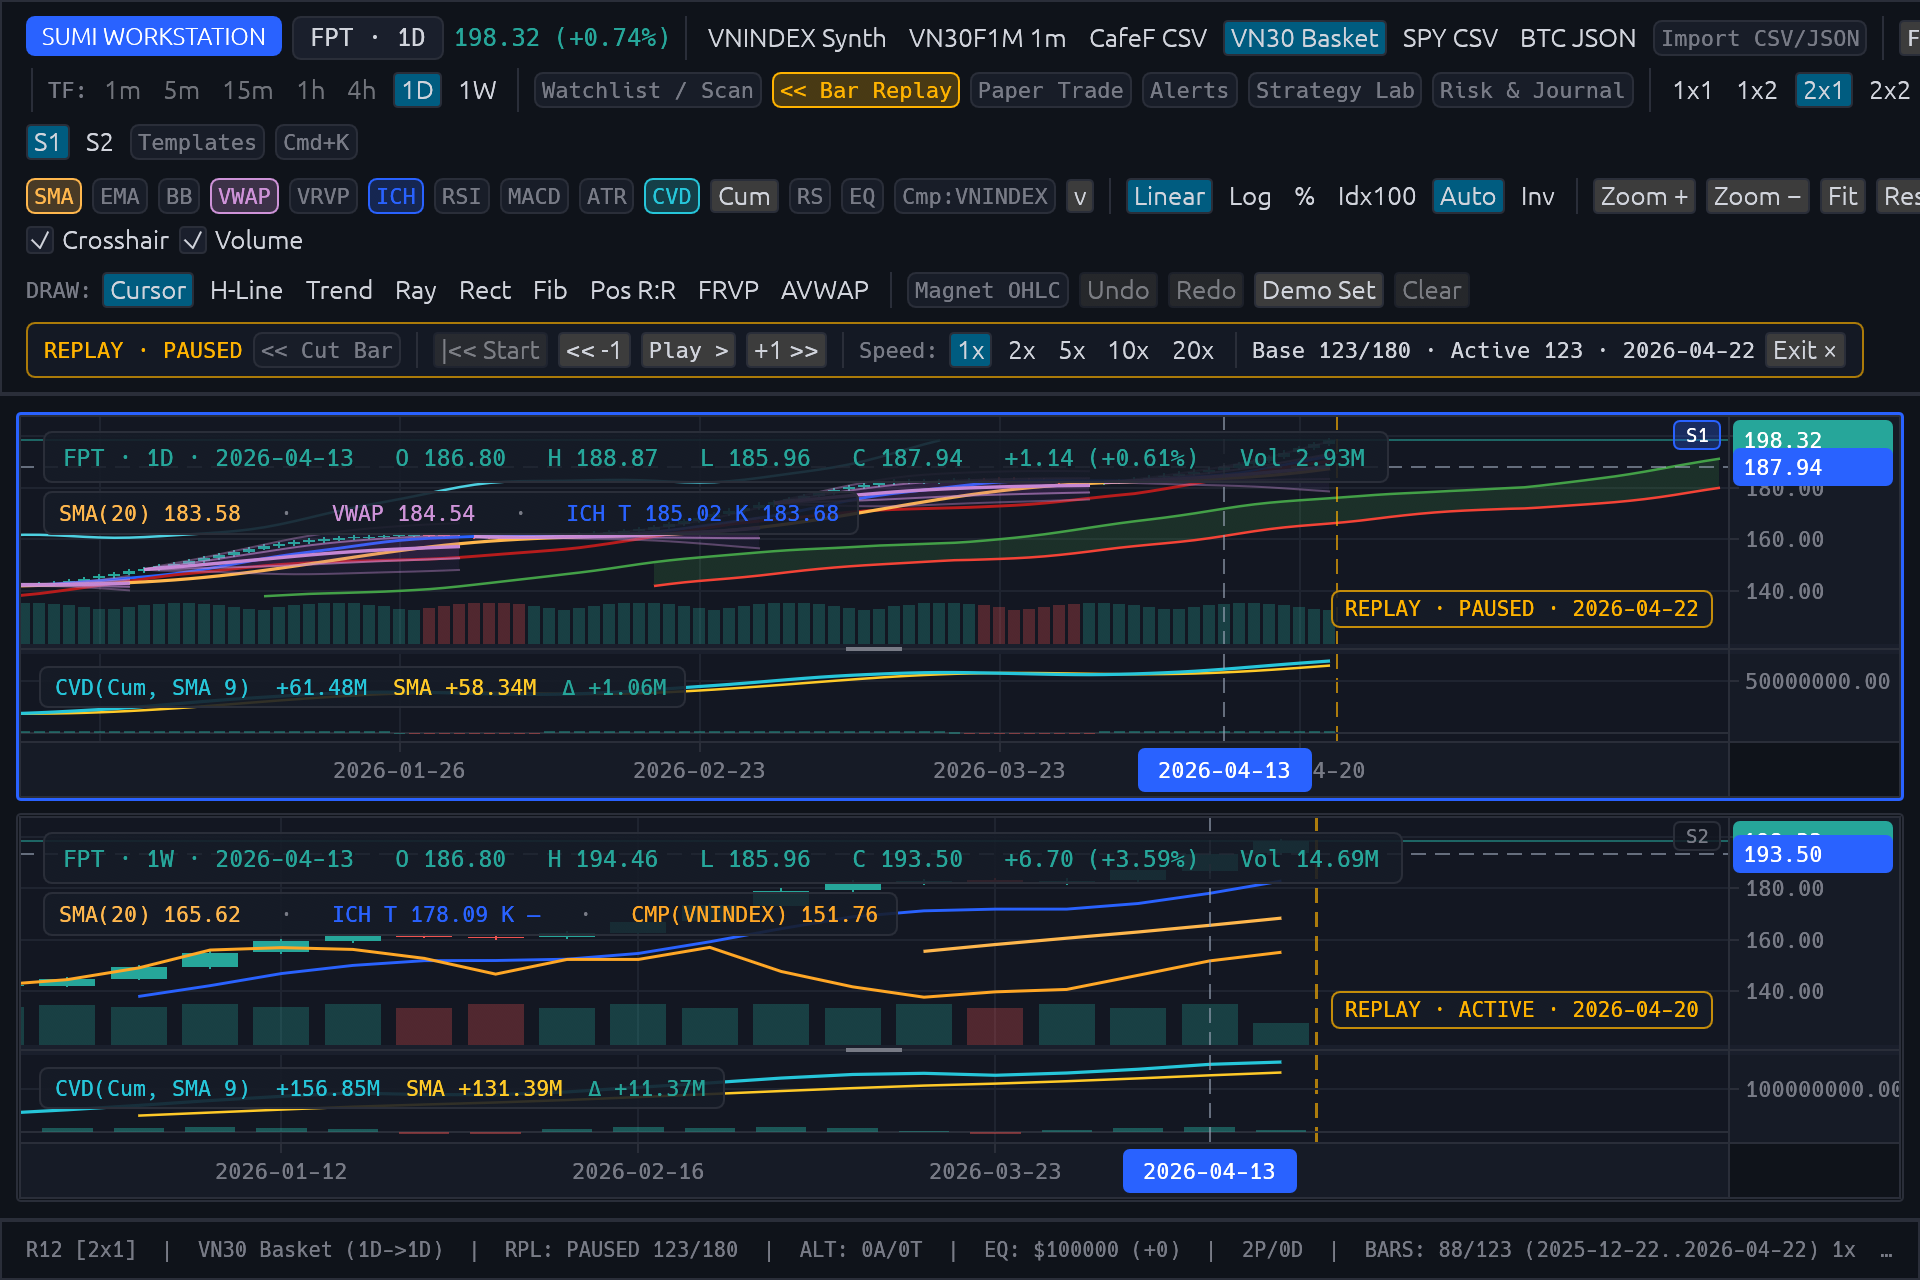 SUMI WORKSTATION FPT · 1D 198.32 (+0.74%) VNINDEX Synth VN30F1M 1m CafeF CSV VN30 Basket SPY CSV BTC JSON Import CSV/JSON F
TF: 1m 5m 15m 1h 4h 1D 1W Watchlist / Scan << Bar Replay Paper Trade Alerts Strategy Lab Risk & Journal 1x1 1x2 2x1 2x2
S1 S2 Templates Cmd+K
SMA EMA BB VWAP VRVP ICH RSI MACD ATR CVD Cum RS EQ Cmp:VNINDEX v Linear Log % Idx100 Auto Inv Zoom + Zoom − Fit Res
Crosshair Volume
DRAW: Cursor H-Line Trend Ray Rect Fib Pos R:R FRVP AVWAP Magnet OHLC Undo Redo Demo Set Clear
REPLAY · PAUSED << Cut Bar |<< Start << -1 Play > +1 >> Speed: 1x 2x 5x 10x 20x Base 123/180 · Active 123 · 2026-04-22 Exit ×
S1 198.32
FPT · 1D · 2026-04-13 O 186.80 H 188.87 L 185.96 C 187.94 +1.14 (+0.61%) Vol 2.93M 187.94
180.00
SMA(20) 183.58 · VWAP 184.54 · ICH T 185.02 K 183.68
160.00
140.00
REPLAY · PAUSED · 2026-04-22
CVD(Cum, SMA 9) +61.48M SMA +58.34M Δ +1.06M 50000000.00
2026-01-26 2026-02-23 2026-03-23 2026-04-13 4-20
S2
FPT · 1W · 2026-04-13 O 186.80 H 194.46 L 185.96 C 193.50 +6.70 (+3.59%) Vol 14.69M 193.50
180.00
SMA(20) 165.62 · ICH T 178.09 K — · CMP(VNINDEX) 151.76
160.00
140.00
REPLAY · ACTIVE · 2026-04-20
CVD(Cum, SMA 9) +156.85M SMA +131.39M Δ +11.37M 100000000.00
2026-01-12 2026-02-16 2026-03-23 2026-04-13
R12 [2x1] | VN30 Basket (1D->1D) | RPL: PAUSED 123/180 | ALT: 0A/0T | EQ: $100000 (+0) | 2P/0D | BARS: 88/123 (2025-12-22..2026-04-22) 1x …